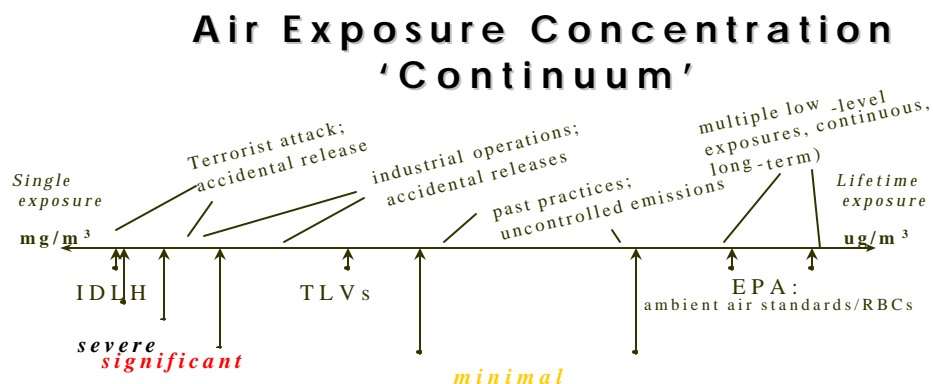 Air Exposure Concentration
‘Continuum’
multiple low -level
exposures, continuous,
long-term)
Terrorist attack;
accidental release
industrial operations;
accidental releases
past practices;
uncontrolled emissions
Single
exposure
Lifetime
exposure
mg/m³
ug/m³
IDLH
TLVs
EPA:
ambient air standards/RBCs
severe
significant
minimal